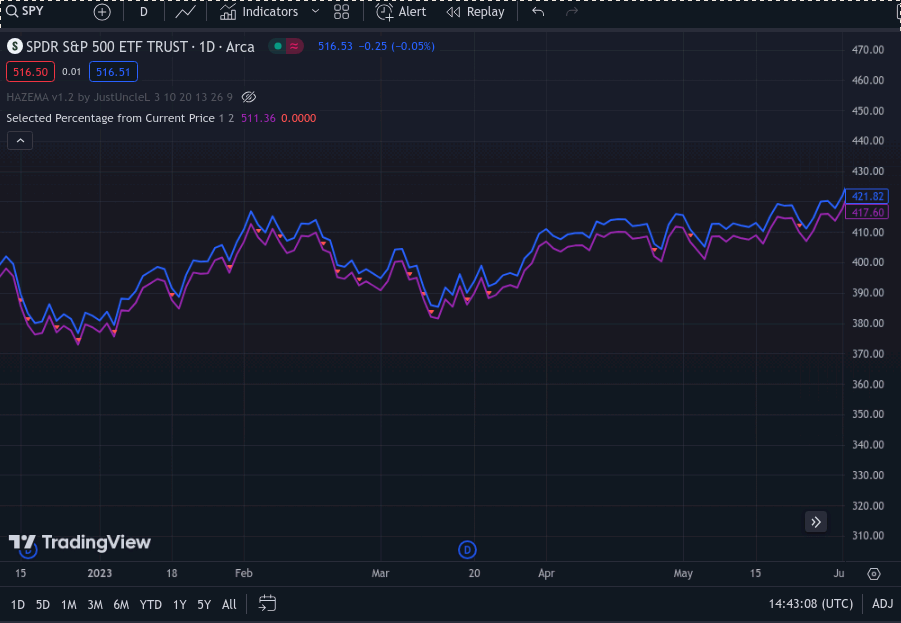 SPY D Indicators Alert Replay
S SPDR S&P 500 ETF TRUST · 1D · Arca ≈ 516.53 −0.25 (−0.05%)
516.50 0.01 516.51
HAZEMA v1.2 by JustUncleL 3 10 20 13 26 9
Selected Percentage from Current Price 1 2 511.36 0.0000
470.00
460.00
450.00
440.00
430.00
421.82
417.60
410.00
400.00
390.00
380.00
370.00
360.00
350.00
340.00
330.00
320.00
310.00
TradingView
D D
15 2023 18 Feb Mar 20 Apr May 15 Ju
1D 5D 1M 3M 6M YTD 1Y 5Y All 14:43:08 (UTC) ADJ